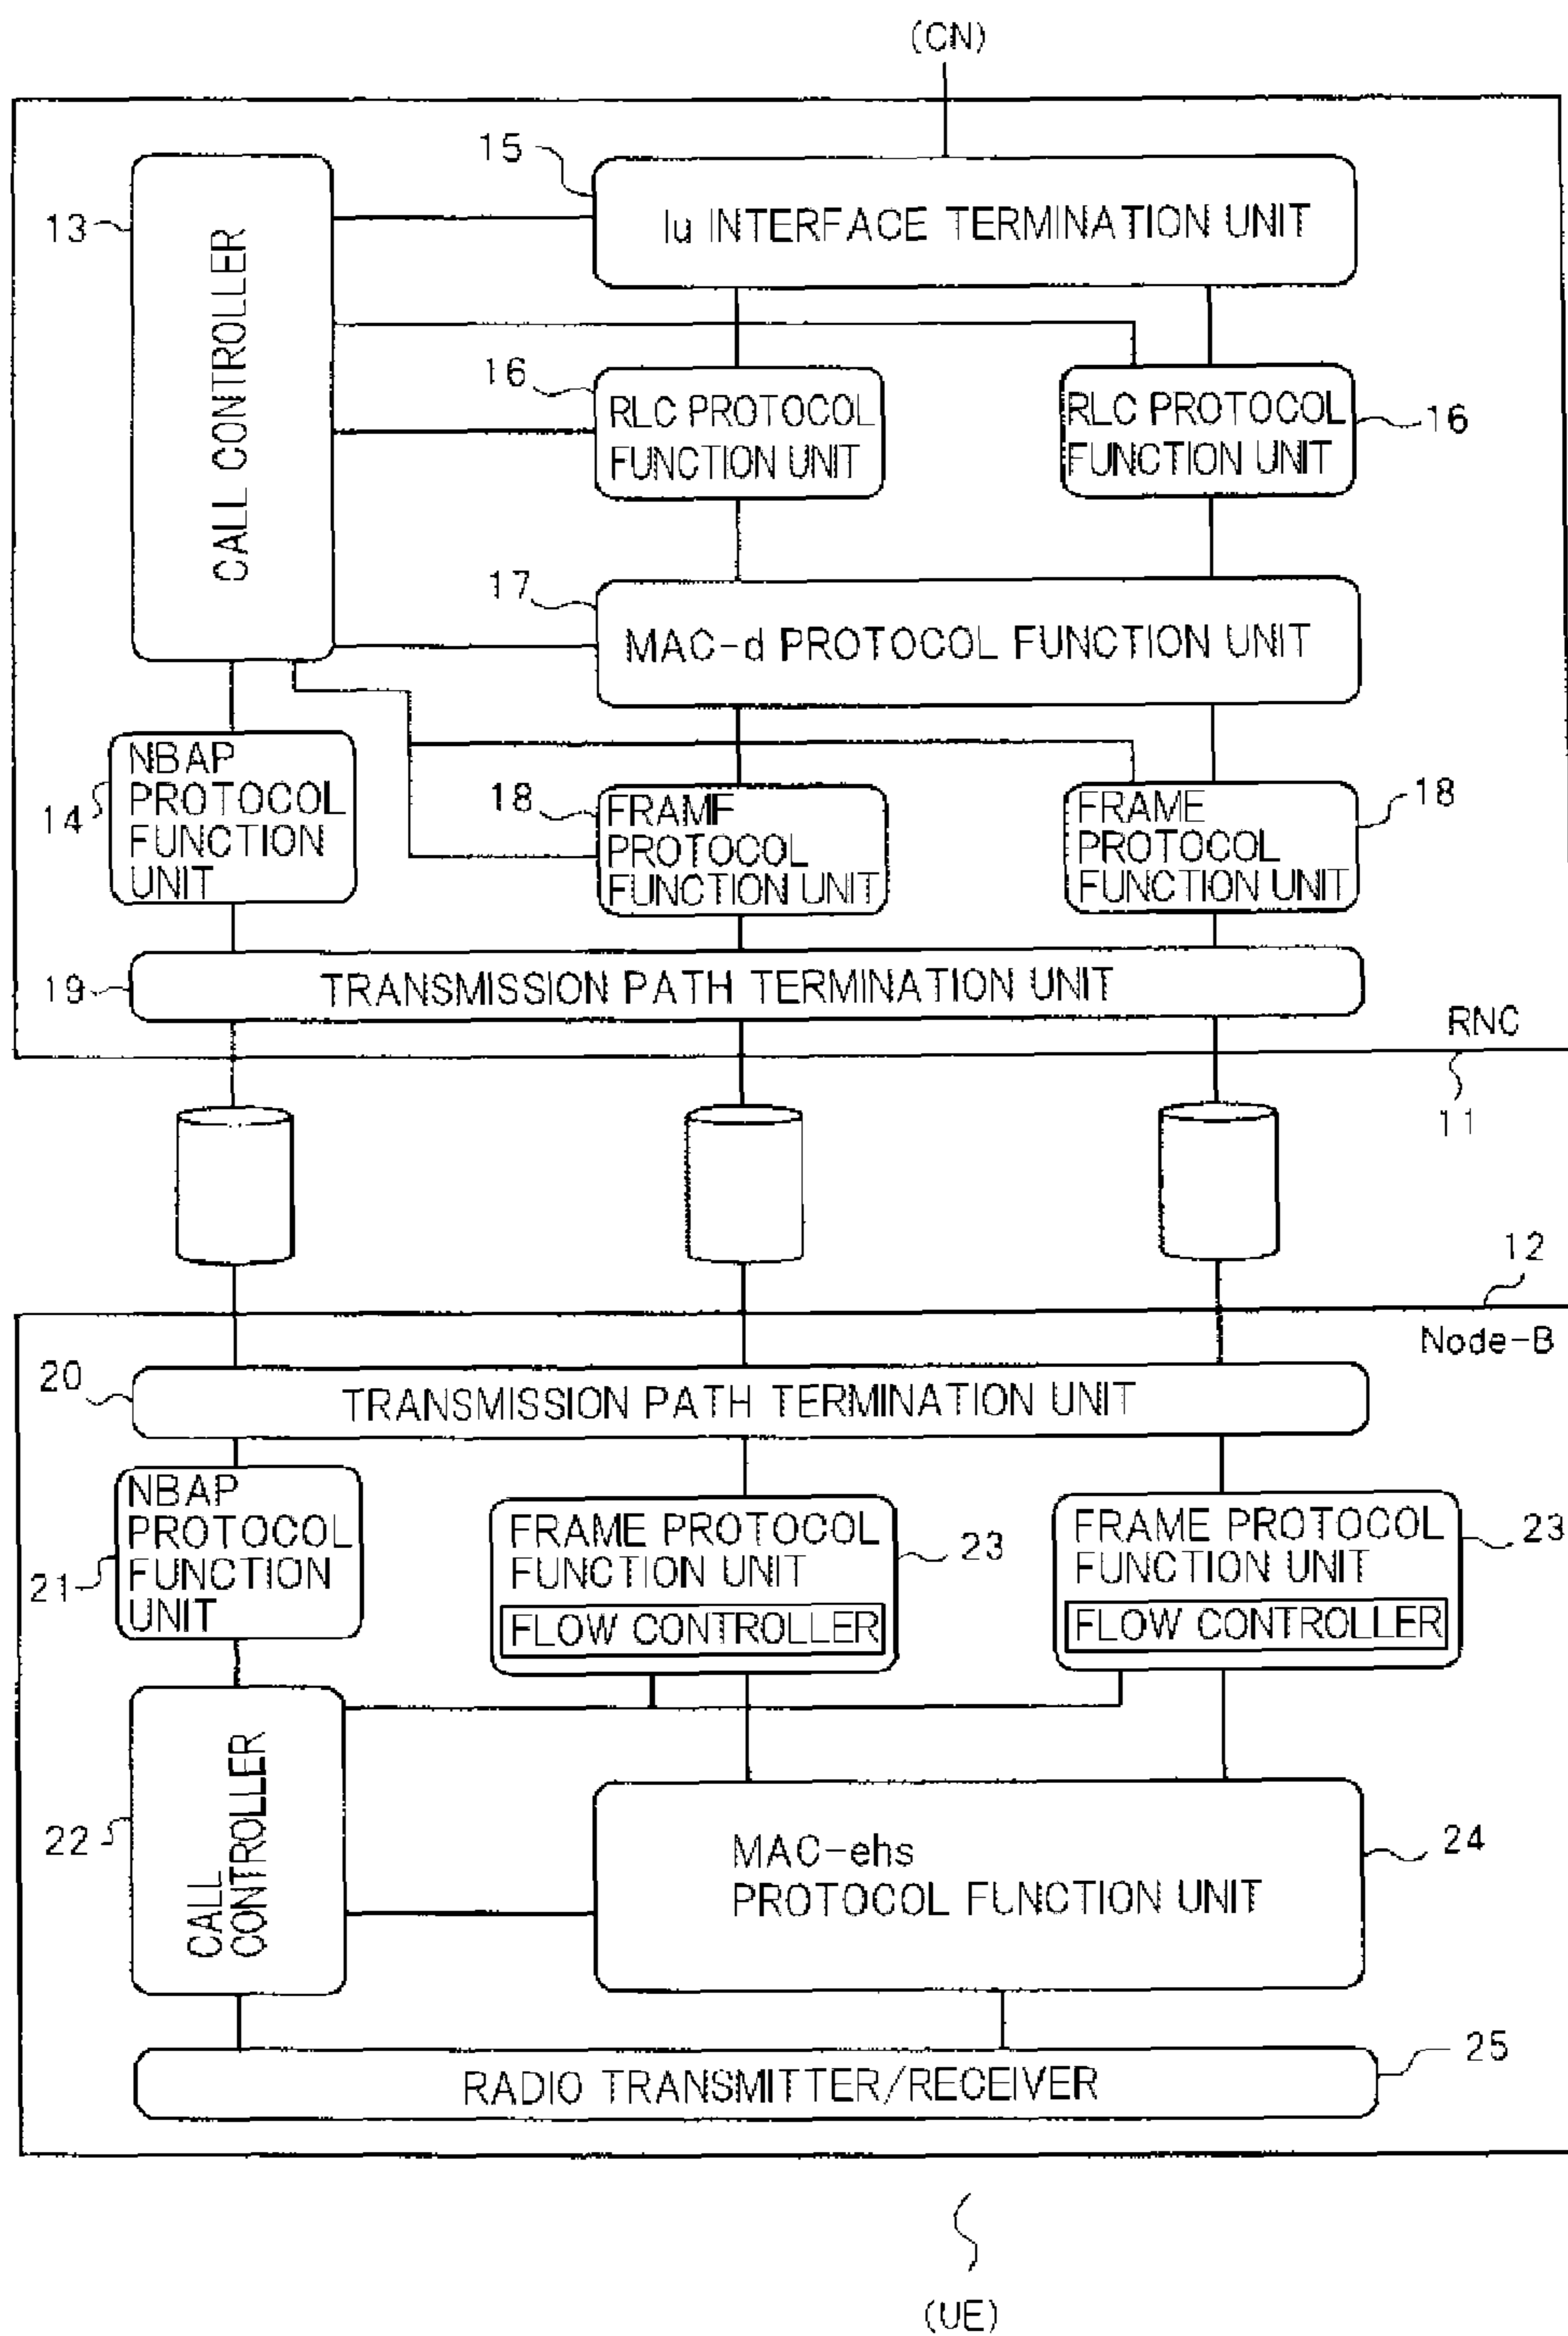 (CN)
15
13
Iu INTERFACE TERMINATION UNIT
CALL CONTROLLER
16
RLC PROTOCOL
FUNCTION UNIT
RLC PROTOCOL
FUNCTION UNIT
16
17
MAC-d PROTOCOL FUNCTION UNIT
14
NBAP
PROTOCOL
FUNCTION
UNIT
18
FRAME
PROTOCOL
FUNCTION UNIT
FRAME
PROTOCOL
FUNCTION UNIT
18
19
TRANSMISSION PATH TERMINATION UNIT
RNC
11
12
Node-B
20
TRANSMISSION PATH TERMINATION UNIT
21
NBAP
PROTOCOL
FUNCTION
UNIT
FRAME PROTOCOL
FUNCTION UNIT
FLOW CONTROLLER
23
FRAME PROTOCOL
FUNCTION UNIT
FLOW CONTROLLER
23
22
CALL
CONTROLLER
MAC-ehs
PROTOCOL FUNCTION UNIT
24
RADIO TRANSMITTER/RECEIVER
25
(UE)